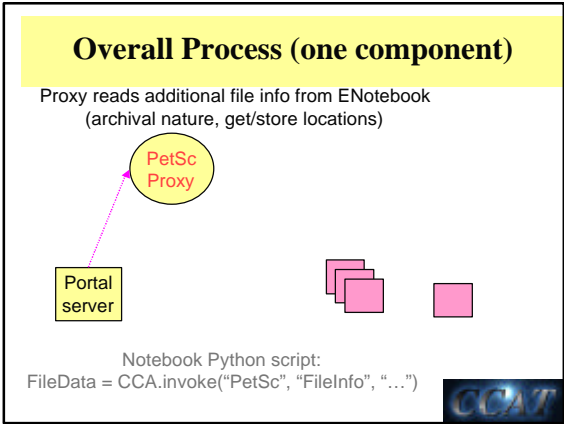 Overall Process (one component)
Proxy reads additional file info from ENotebook
(archival nature, get/store locations)
PetSc
Proxy
Portal
server
Notebook Python script:
FileData = CCA.invoke(“PetSc”, “FileInfo”, “…”)
CCAT